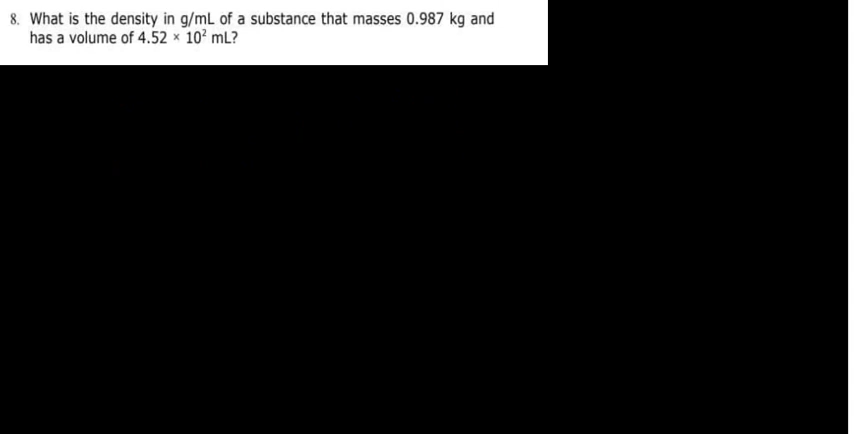 8. What is the density in g/mL of a substance that masses 0.987 kg and
has a volume of 4.52 × 10² mL?